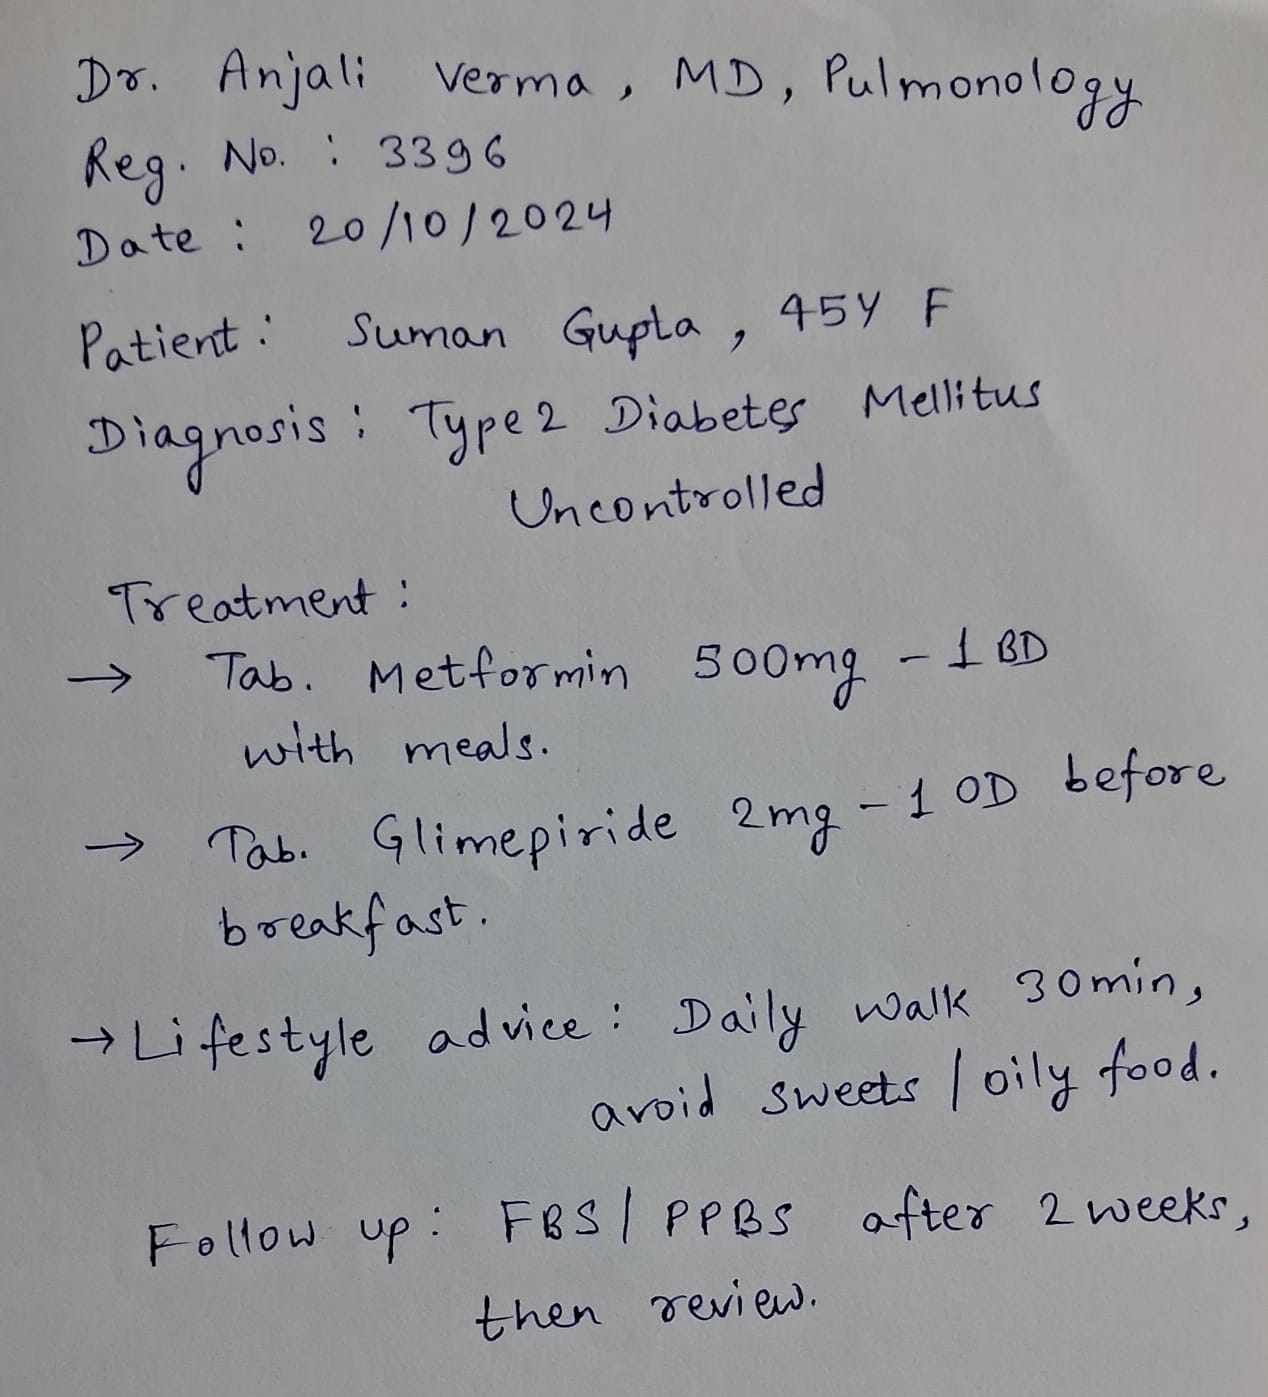 Dr. Anjali Verma, MD, Pulmonology
Reg. No. : 3396
Date : 20/10/2024
Patient : Suman Gupta, 45Y F
Diagnosis : Type 2 Diabetes Mellitus
Uncontrolled
Treatment :
→ Tab. Metformin 500mg - 1 BD
with meals.
→ Tab. Glimepiride 2mg - 1 OD before
breakfast.
→ Lifestyle advice : Daily walk 30min,
avoid sweets / oily food.
Follow up : FBS / PPBS after 2 weeks,
then review.